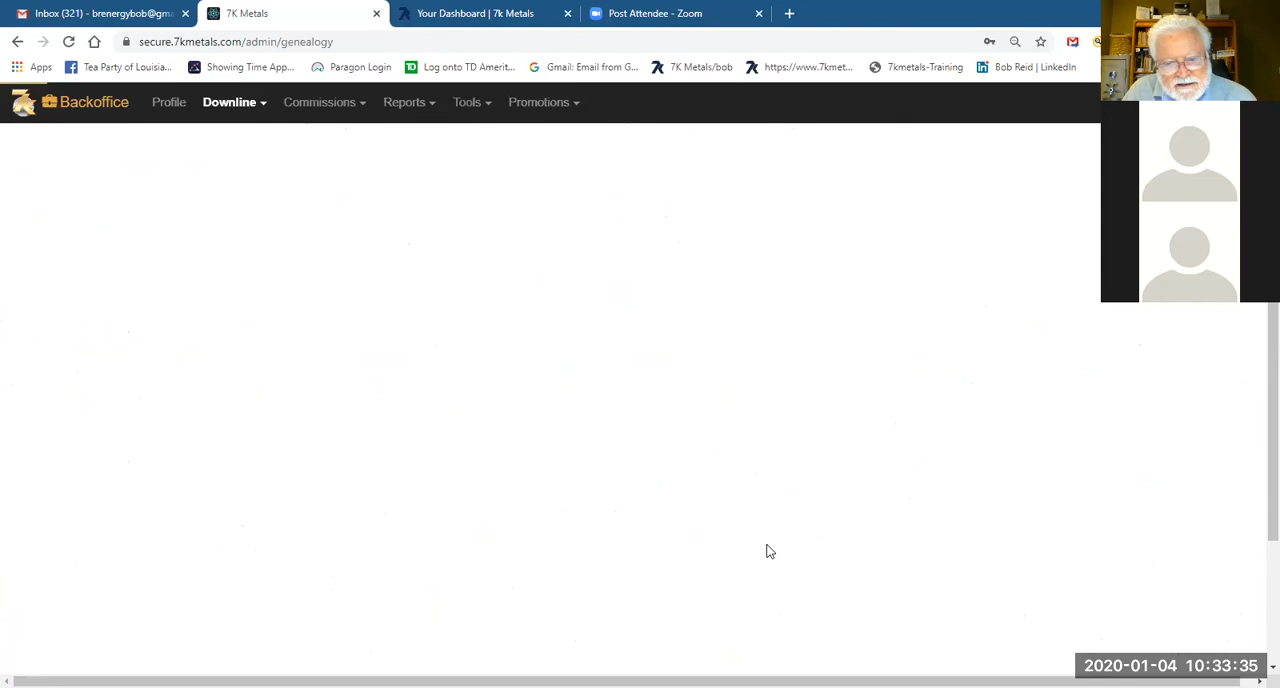 Inbox (321) - brenergybob@gma
7K Metals
Your Dashboard | 7k Metals
Post Attendee - Zoom
secure.7kmetals.com/admin/genealogy
Apps
Tea Party of Louisia...
Showing Time App...
Paragon Login
Log onto TD Amerit...
Gmail: Email from G...
7K Metals/bob
https://www.7kmet...
7kmetals-Training
Bob Reid | LinkedIn
Backoffice
Profile
Downline
Commissions
Reports
Tools
Promotions
2020-01-04 10:33:35